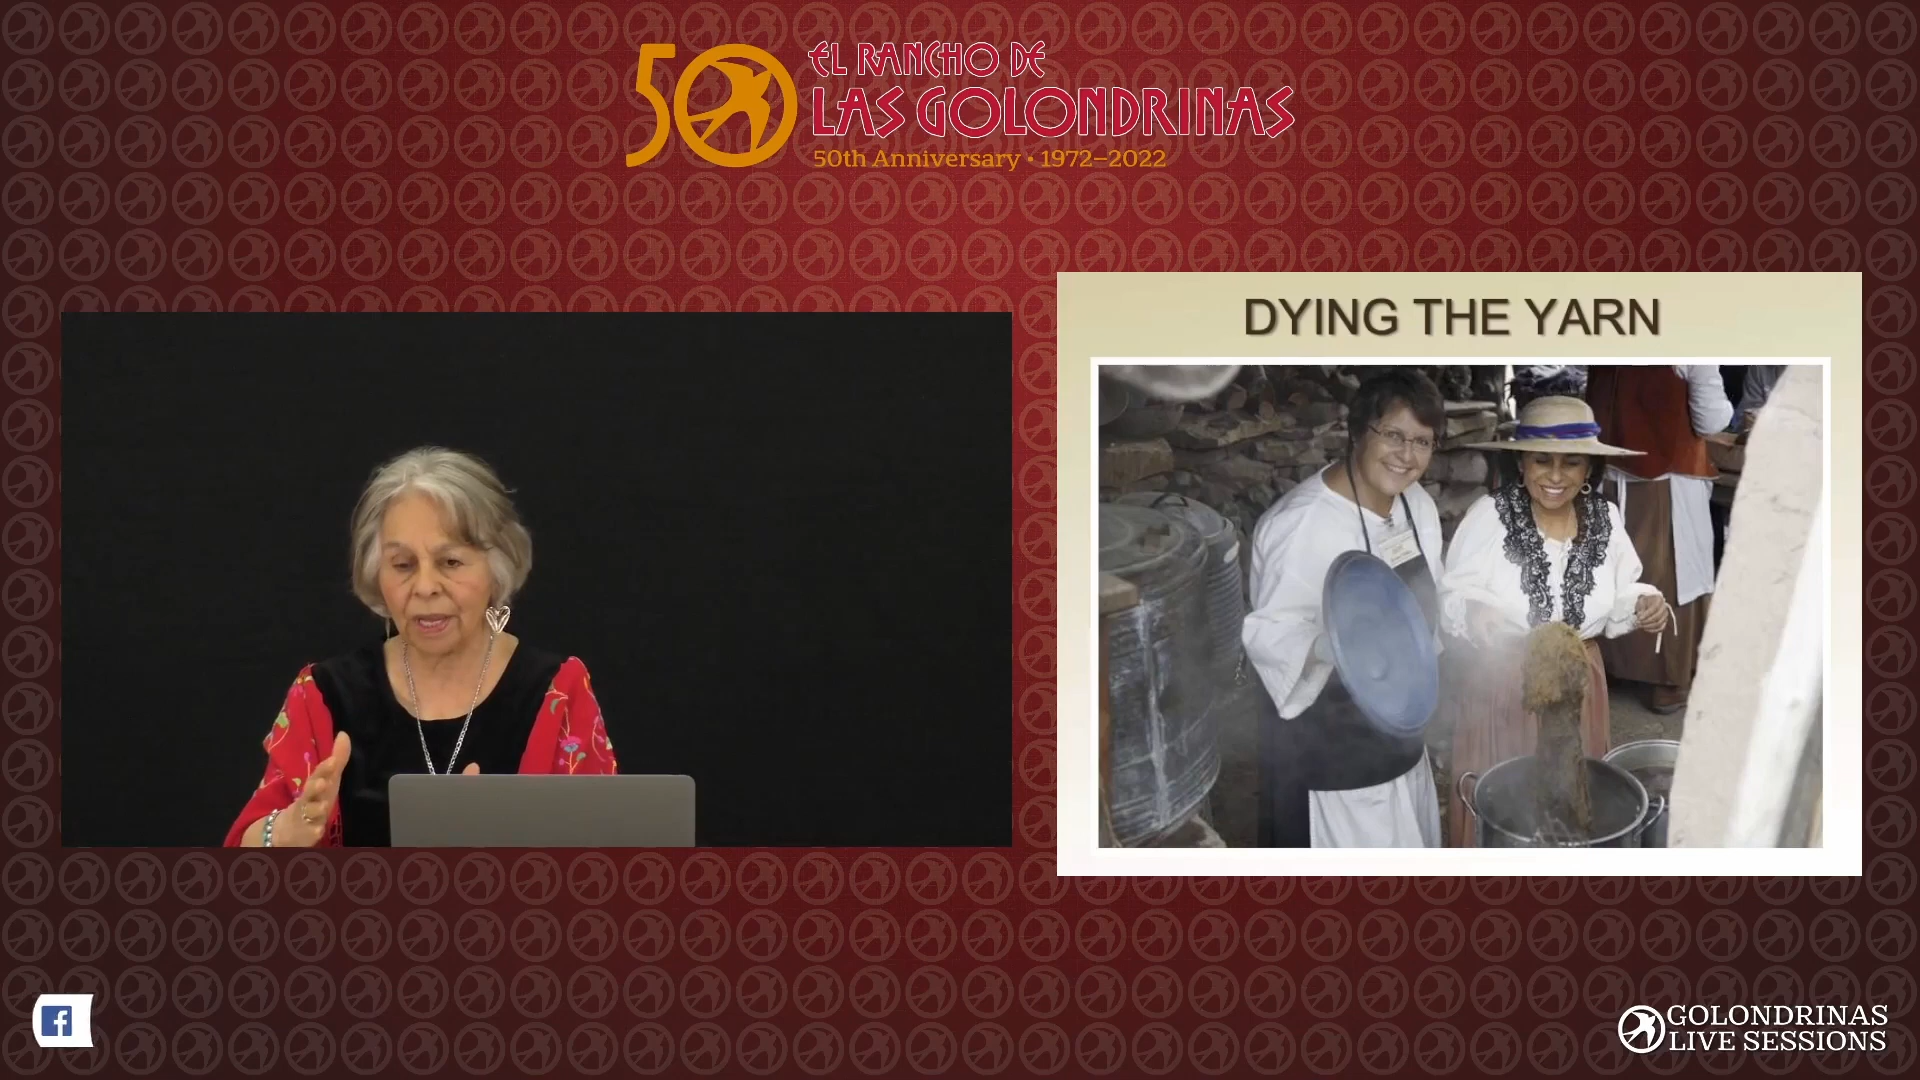 50
EL RANCHO DE
LAS GOLONDRINAS
50th Anniversary • 1972–2022
DYING THE YARN
GOLONDRINAS
LIVE SESSIONS